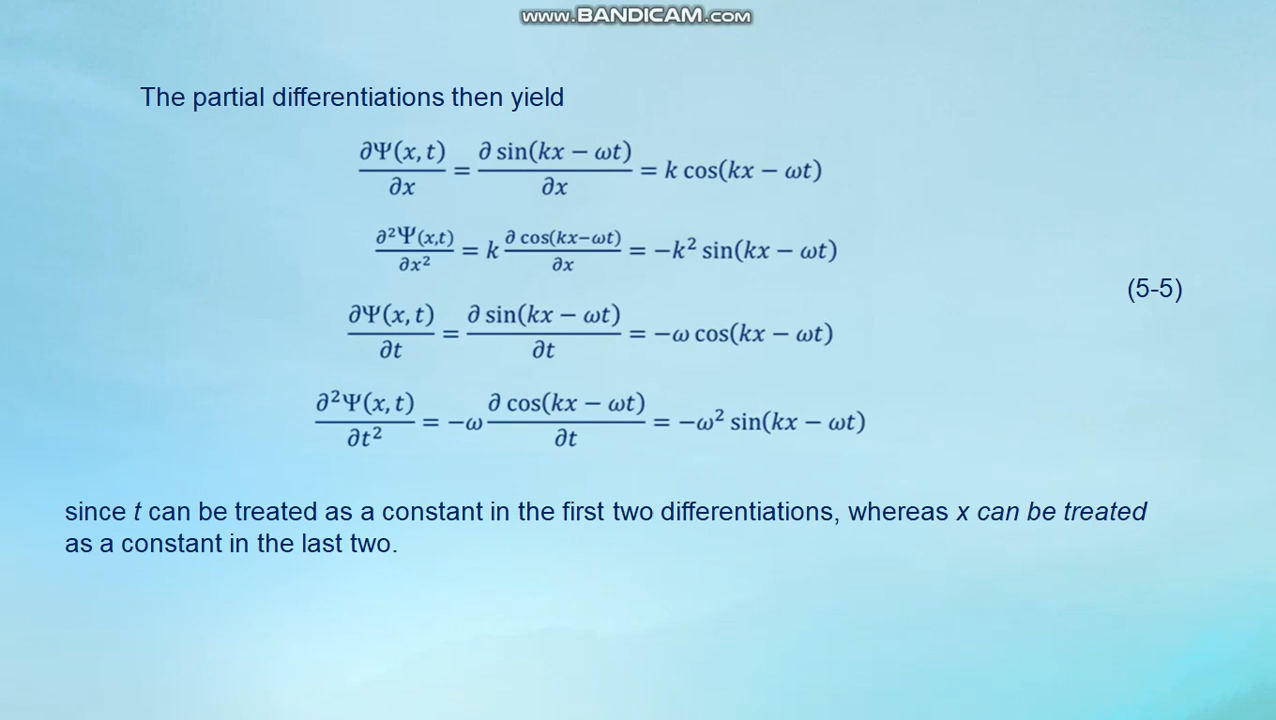 www.BANDICAM.com
The partial differentiations then yield
∂Ψ(x, t)/∂x = ∂ sin(kx − ωt)/∂x = k cos(kx − ωt)
∂²Ψ(x,t)/∂x² = k ∂ cos(kx−ωt)/∂x = −k² sin(kx − ωt)
(5-5)
∂Ψ(x, t)/∂t = ∂ sin(kx − ωt)/∂t = −ω cos(kx − ωt)
∂²Ψ(x, t)/∂t² = −ω ∂ cos(kx − ωt)/∂t = −ω² sin(kx − ωt)
since t can be treated as a constant in the first two differentiations, whereas x can be treated
as a constant in the last two.